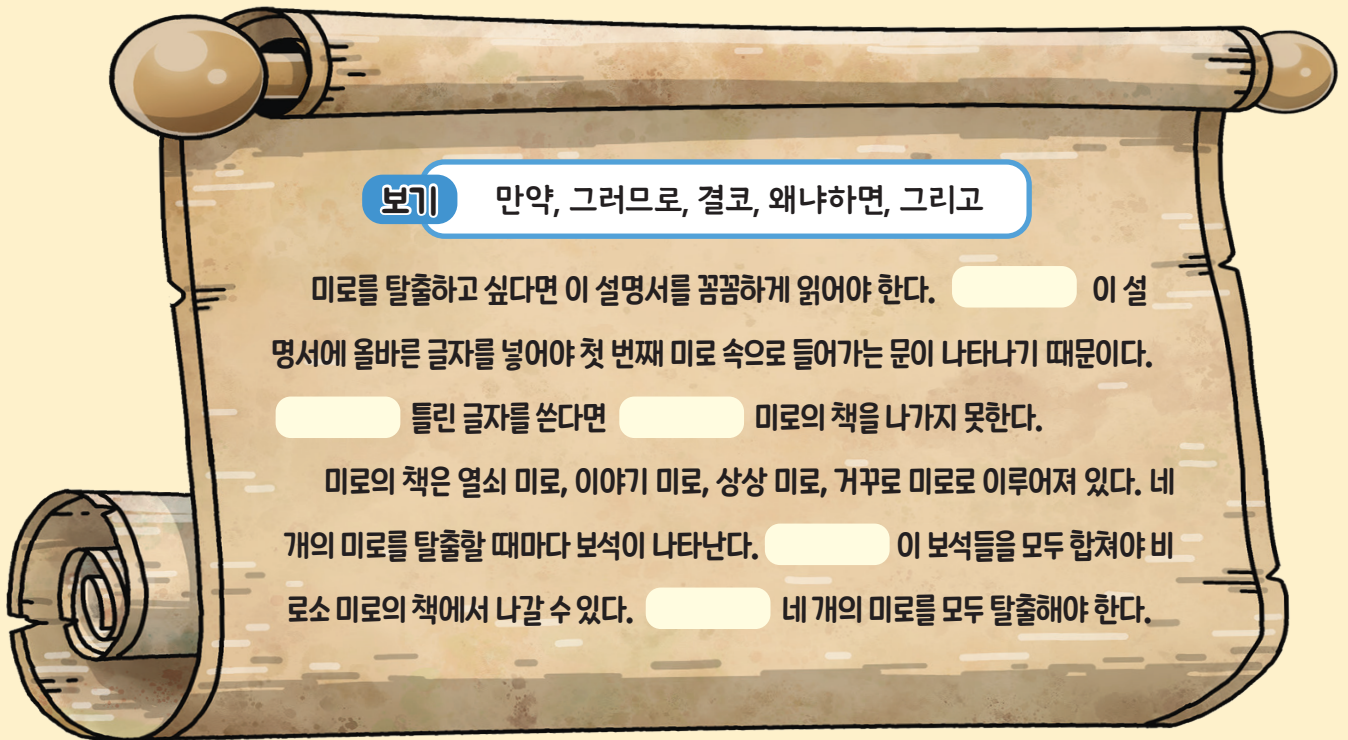 보기 만약, 그러므로, 결코, 왜냐하면, 그리고
미로를 탈출하고 싶다면 이 설명서를 꼼꼼하게 읽어야 한다. 이 설
명서에 올바른 글자를 넣어야 첫 번째 미로 속으로 들어가는 문이 나타나기 때문이다.
틀린 글자를 쓴다면 미로의 책을 나가지 못한다.
미로의 책은 열쇠 미로, 이야기 미로, 상상 미로, 거꾸로 미로로 이루어져 있다. 네
개의 미로를 탈출할 때마다 보석이 나타난다. 이 보석들을 모두 합쳐야 비
로소 미로의 책에서 나갈 수 있다. 네 개의 미로를 모두 탈출해야 한다.